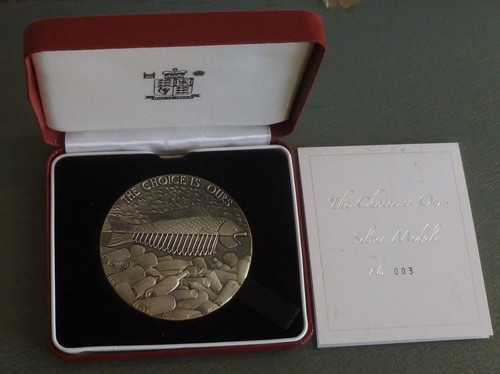 THE CHOICE IS OURS
The Choice is Ours
Silver Medal
No. 003